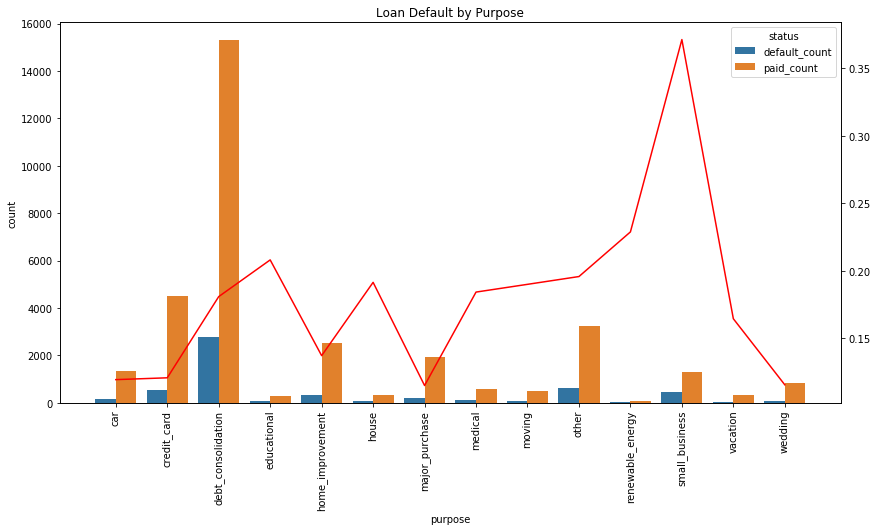 Loan Default by Purpose
16000
14000
12000
10000
8000
6000
4000
2000
0
count
status
default_count
paid_count
0.35
0.30
0.25
0.20
0.15
car
credit_card
debt_consolidation
educational
home_improvement
house
major_purchase
medical
moving
other
renewable_energy
small_business
vacation
wedding
purpose